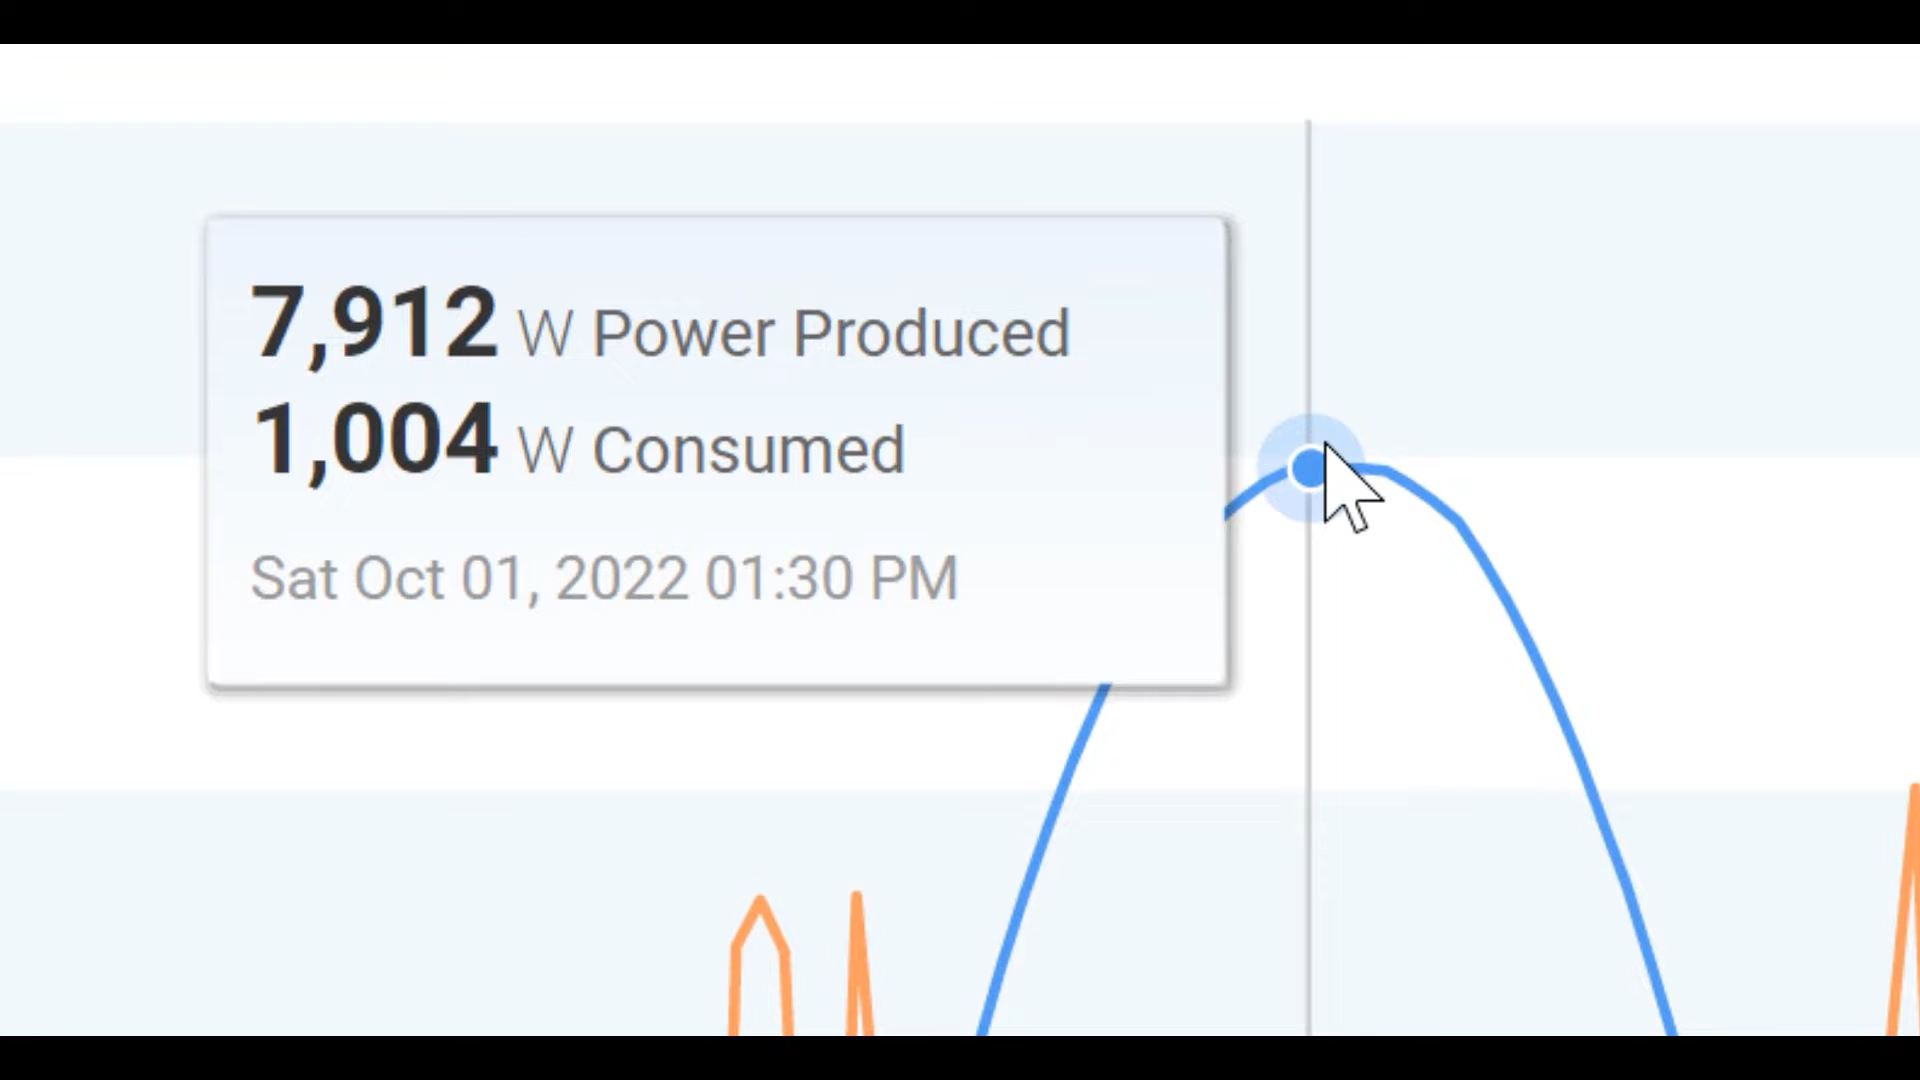 7,912 W Power Produced
1,004 W Consumed
Sat Oct 01, 2022 01:30 PM